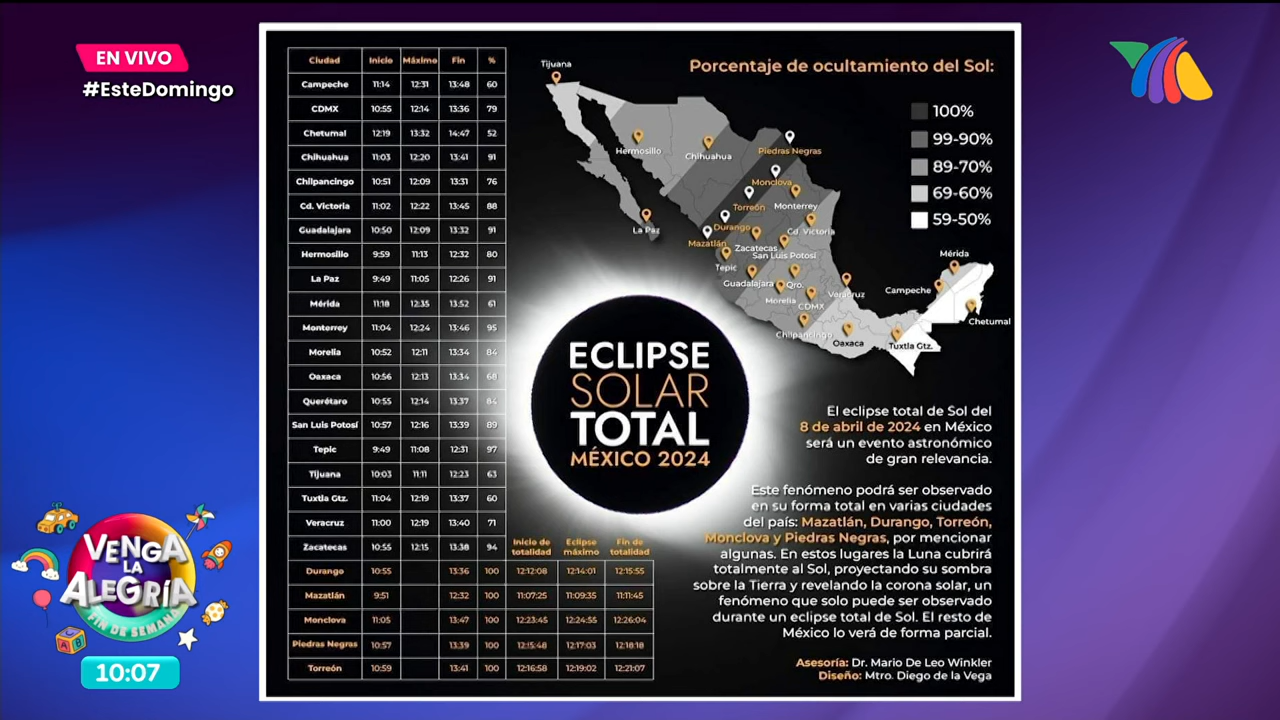 EN VIVO
#EsteDomingo
Ciudad Inicio Máximo Fin %
Campeche 11:14 12:31 13:48 60
CDMX 10:55 12:14 13:36 79
Chetumal 12:19 13:32 14:47 52
Chihuahua 11:03 12:20 13:41 91
Chilpancingo 10:51 12:09 13:31 76
Cd. Victoria 11:02 12:22 13:45 88
Guadalajara 10:50 12:09 13:32 91
Hermosillo 9:59 11:13 12:32 80
La Paz 9:49 11:05 12:26 91
Mérida 11:18 12:35 13:52 61
Monterrey 11:04 12:24 13:46 95
Morelia 10:52 12:11 13:34 84
Oaxaca 10:56 12:13 13:34 68
Querétaro 10:55 12:14 13:37 84
San Luis Potosí 10:57 12:16 13:39 89
Tepic 9:49 11:08 12:31 97
Tijuana 10:03 11:11 12:23 63
Tuxtla Gtz. 11:04 12:19 13:37 60
Veracruz 11:00 12:19 13:40 71
Zacatecas 10:55 12:15 13:38 94
Inicio de totalidad Eclipse máximo Fin de totalidad
Durango 10:55 13:36 100 12:12:08 12:14:01 12:15:55
Mazatlán 9:51 12:32 100 11:07:25 11:09:35 11:11:45
Monclova 11:05 13:47 100 12:23:45 12:24:55 12:26:04
Piedras Negras 10:57 13:39 100 12:15:48 12:17:03 12:18:18
Torreón 10:59 13:41 100 12:16:58 12:19:02 12:21:07
Porcentaje de ocultamiento del Sol:
100%
99-90%
89-70%
69-60%
59-50%
Tijuana
Hermosillo
Chihuahua
Piedras Negras
Monclova
Torreón
Monterrey
La Paz
Durango
Cd. Victoria
Mazatlán
Zacatecas
San Luis Potosí
Tepic
Guadalajara
Qro.
Morelia
CDMX
Veracruz
Chilpancingo
Oaxaca
Tuxtla Gtz.
Mérida
Campeche
Chetumal
ECLIPSE
SOLAR
TOTAL
MÉXICO 2024
El eclipse total de Sol del
8 de abril de 2024 en México
será un evento astronómico
de gran relevancia.
Este fenómeno podrá ser observado
en su forma total en varias ciudades
del país: Mazatlán, Durango, Torreón,
Monclova y Piedras Negras, por mencionar
algunas. En estos lugares la Luna cubrirá
totalmente al Sol, proyectando su sombra
sobre la Tierra y revelando la corona solar, un
fenómeno que solo puede ser observado
durante un eclipse total de Sol. El resto de
México lo verá de forma parcial.
Asesoría: Dr. Mario De Leo Winkler
Diseño: Mtro. Diego de la Vega
VENGA
LA
ALEGRÍA
FIN DE SEMANA
10:07